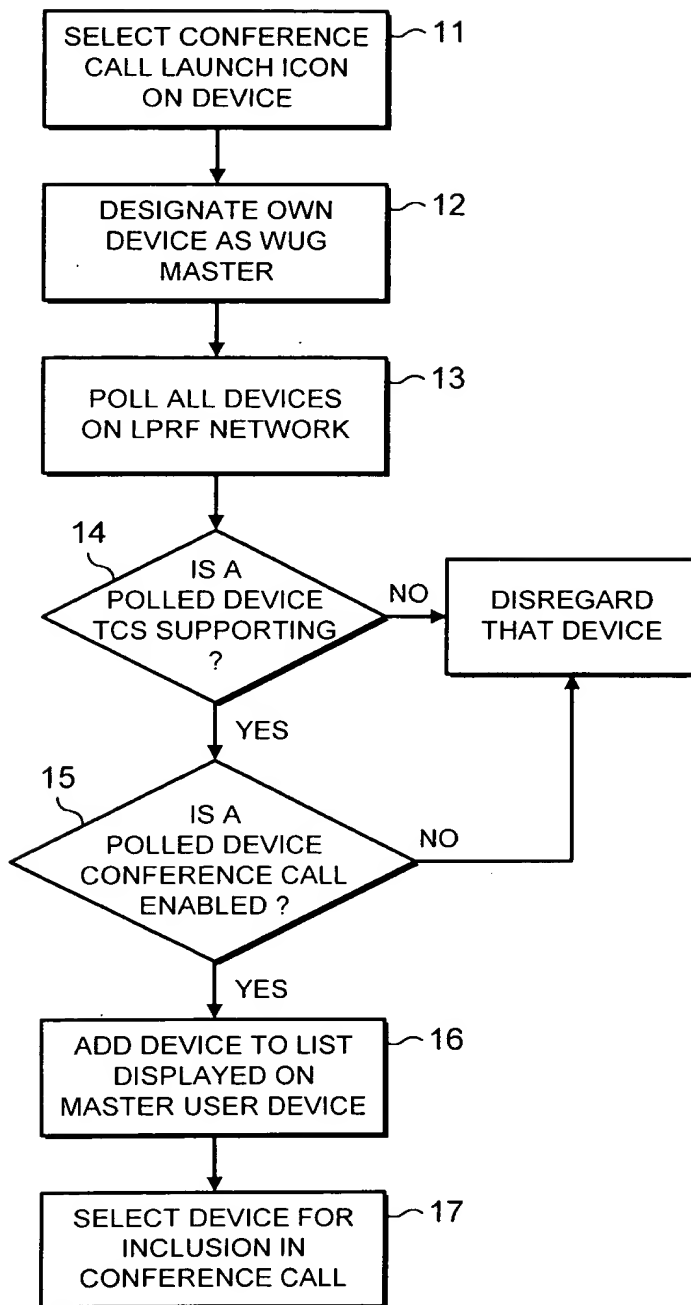 SELECT CONFERENCE
CALL LAUNCH ICON
ON DEVICE
11
DESIGNATE OWN
DEVICE AS WUG
MASTER
12
POLL ALL DEVICES
ON LPRF NETWORK
13
14
IS A
POLLED DEVICE
TCS SUPPORTING
?
NO
DISREGARD
THAT DEVICE
YES
15
IS A
POLLED DEVICE
CONFERENCE CALL
ENABLED ?
NO
YES
ADD DEVICE TO LIST
DISPLAYED ON
MASTER USER DEVICE
16
SELECT DEVICE FOR
INCLUSION IN
CONFERENCE CALL
17